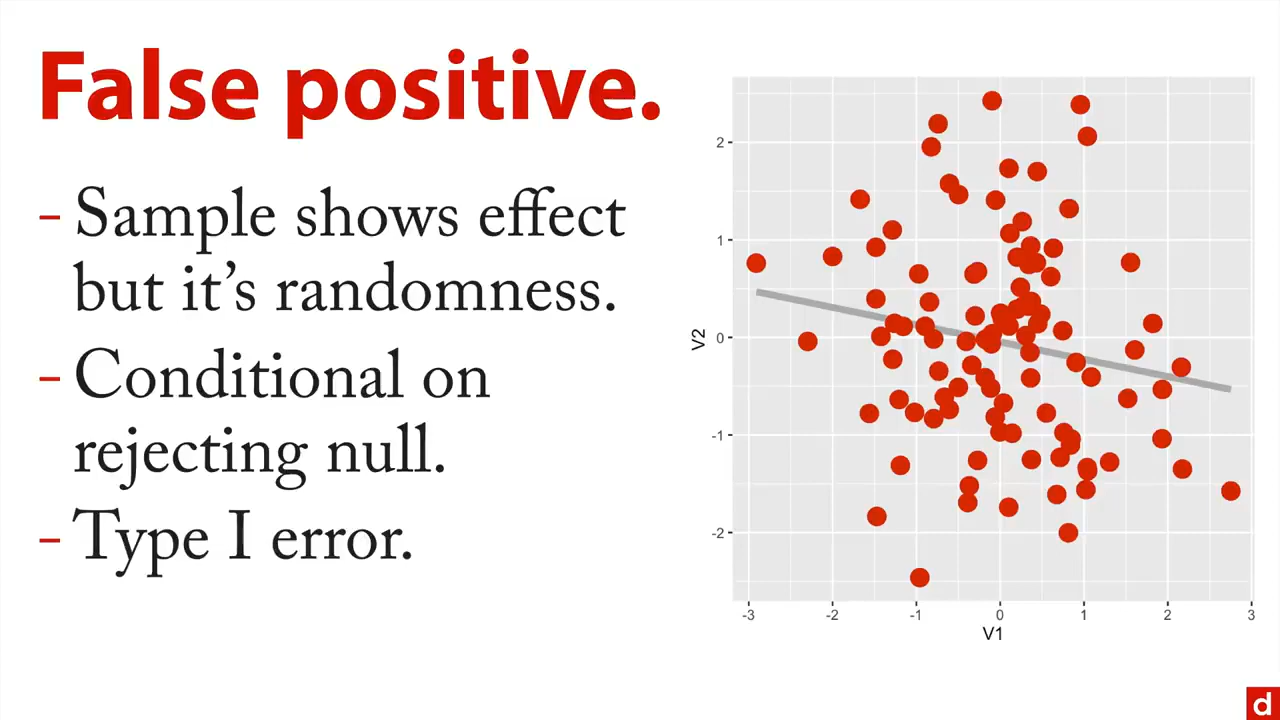 False positive.
– Sample shows effect
but it’s randomness.
– Conditional on
rejecting null.
– Type I error.
2
1
0
-1
-2
V2
-3 -2 -1 0 1 2 3
V1
d